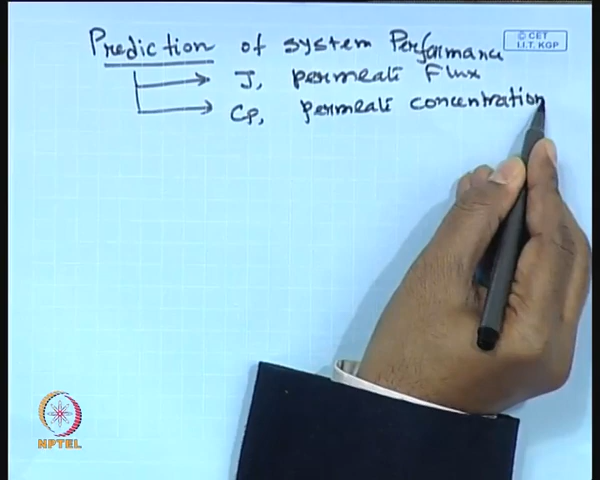 Prediction of system Performance
© CET
I.I.T. KGP
J, permeate Flux
Cp, permeate concentration
NPTEL